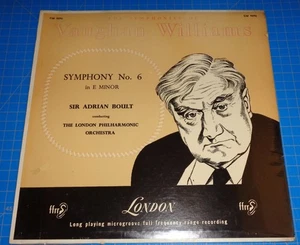 Williams
SYMPHONY No. 6
in E MINOR
SIR ADRIAN BOULT
conducting
THE LONDON PHILHARMONIC
ORCHESTRA
ffrr
LONDON
ffrr
Long playing microgroove full frequency range recording